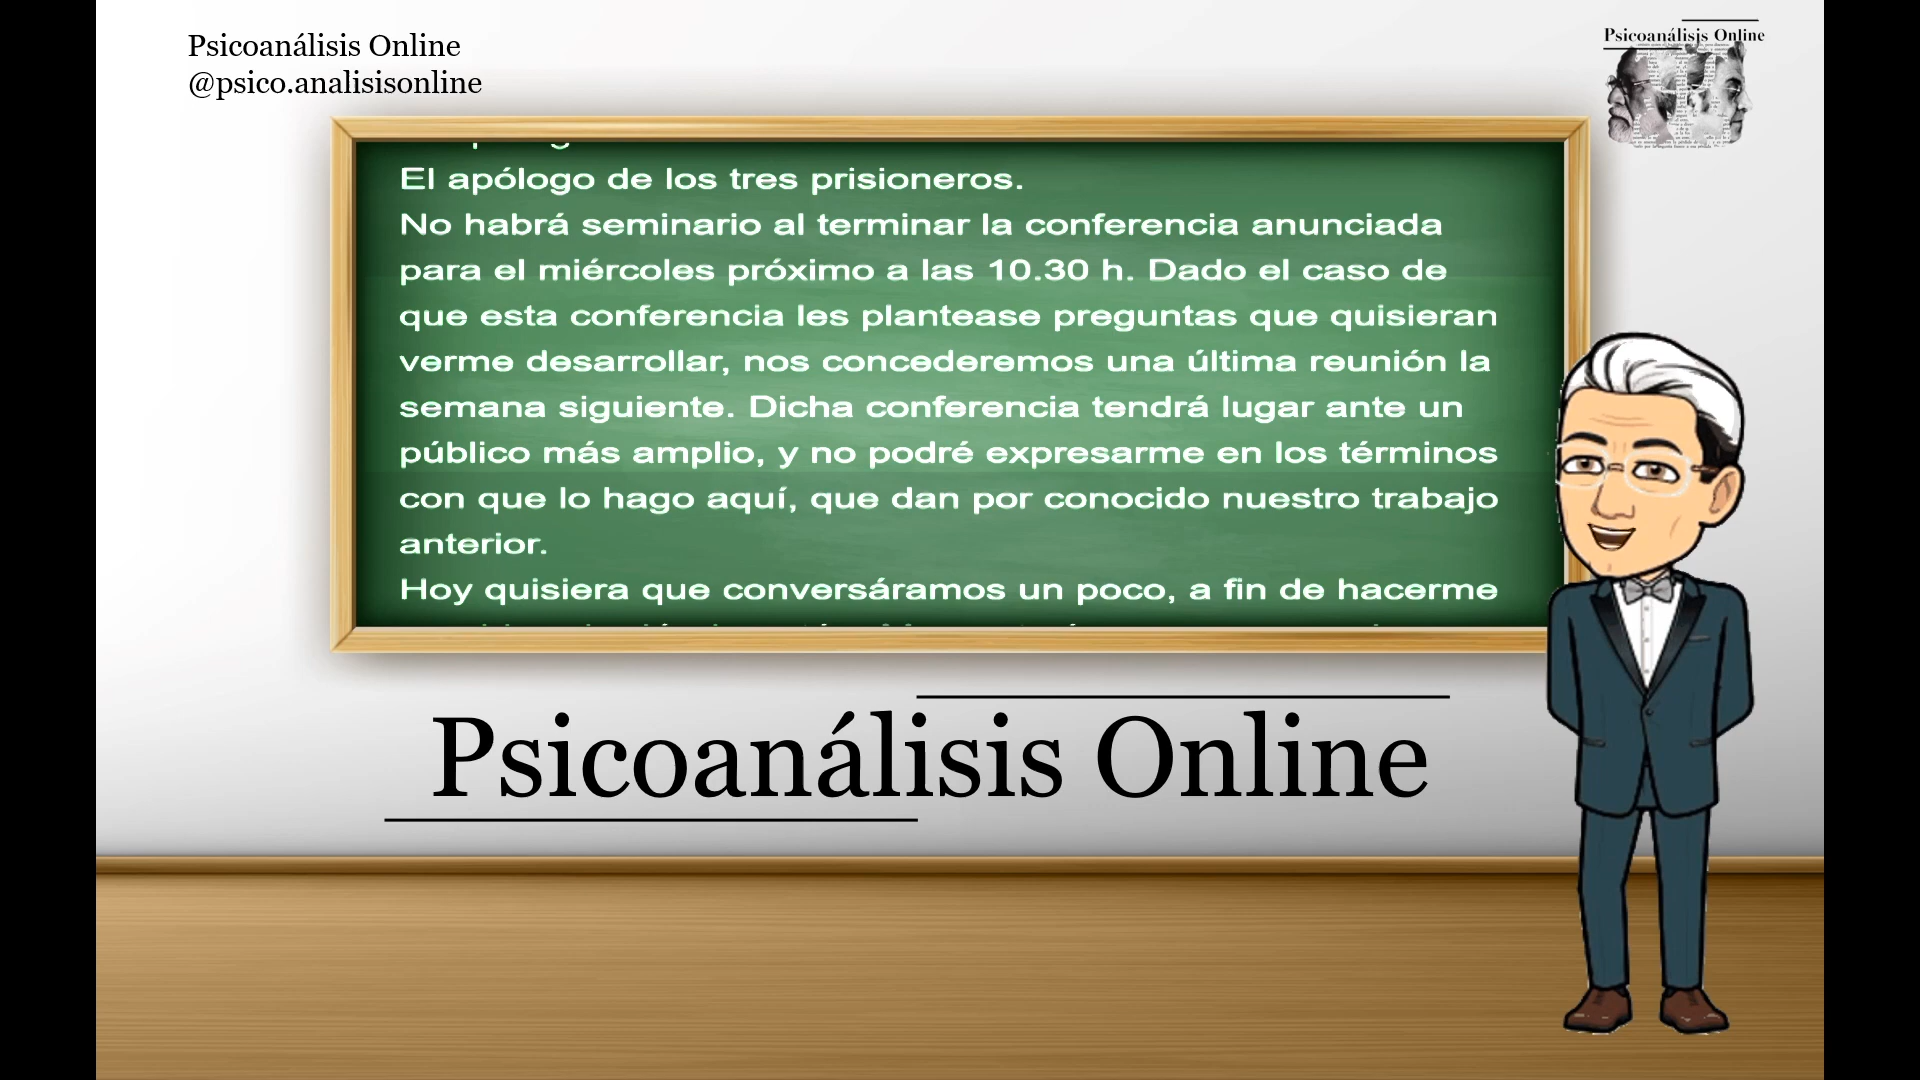 Psicoanálisis Online
@psico.analisisonline
Psicoanálisis Online
El apólogo de los tres prisioneros.
No habrá seminario al terminar la conferencia anunciada
para el miércoles próximo a las 10.30 h. Dado el caso de
que esta conferencia les plantease preguntas que quisieran
verme desarrollar, nos concederemos una última reunión la
semana siguiente. Dicha conferencia tendrá lugar ante un
público más amplio, y no podré expresarme en los términos
con que lo hago aquí, que dan por conocido nuestro trabajo
anterior.
Hoy quisiera que conversáramos un poco, a fin de hacerme
Psicoanálisis Online